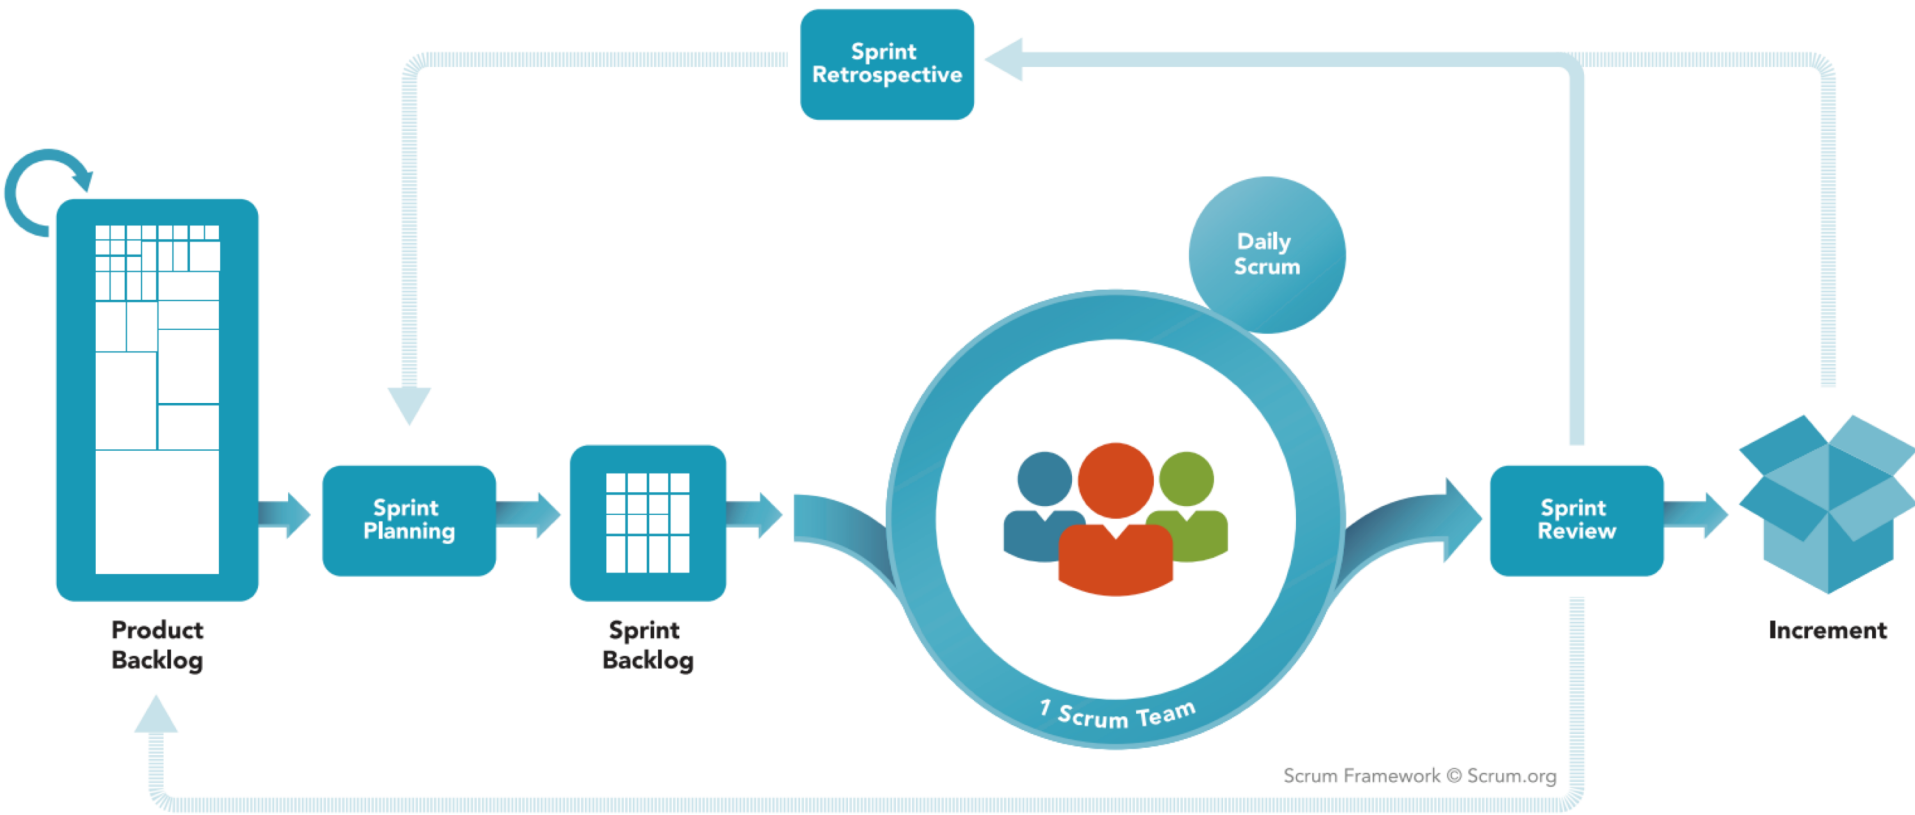 Sprint
Retrospective
Daily
Scrum
Sprint
Planning
Sprint
Review
Product
Backlog
Sprint
Backlog
Increment
1 Scrum Team
Scrum Framework © Scrum.org